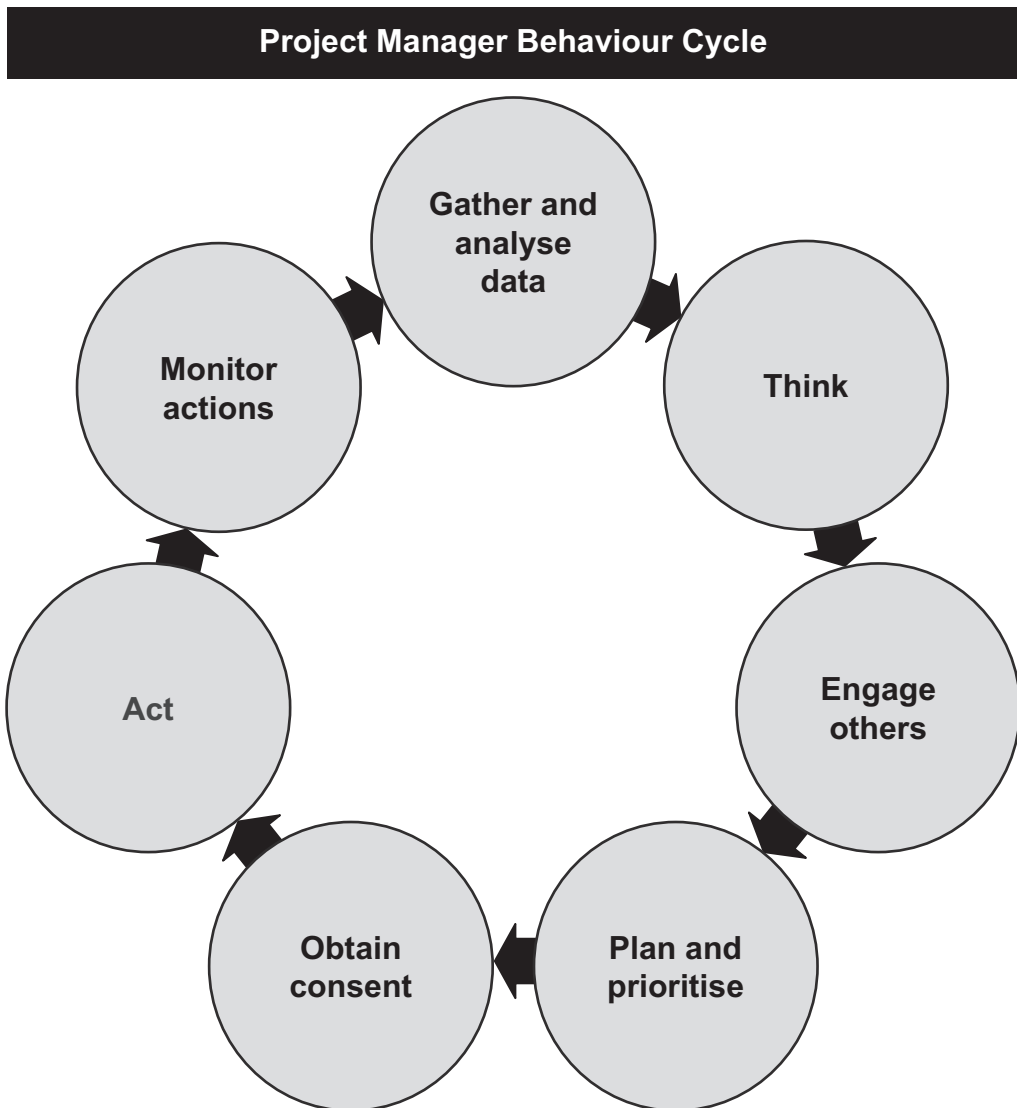 Project Manager Behaviour Cycle
Gather and
analyse
data
Think
Engage
others
Plan and
prioritise
Obtain
consent
Act
Monitor
actions